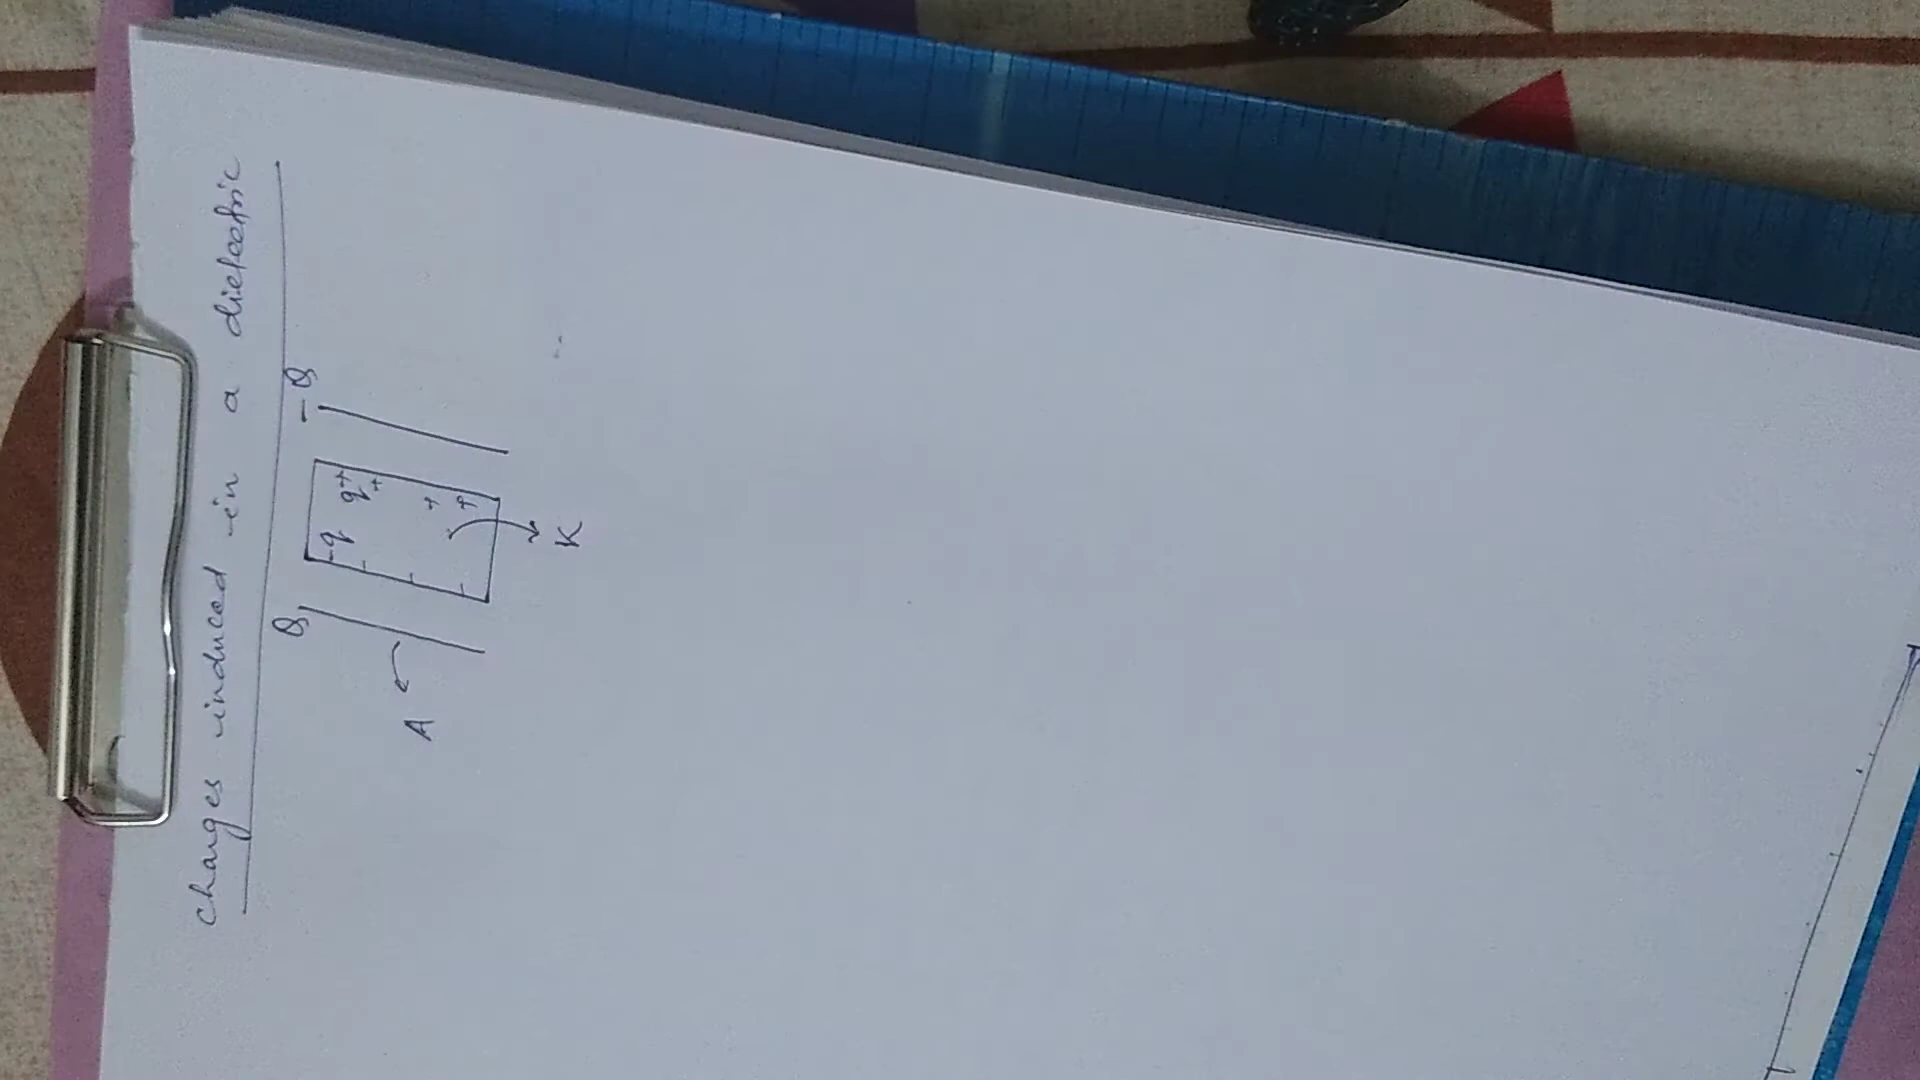 Charges induced in a dielectric
Q -Q
-q q
A
K